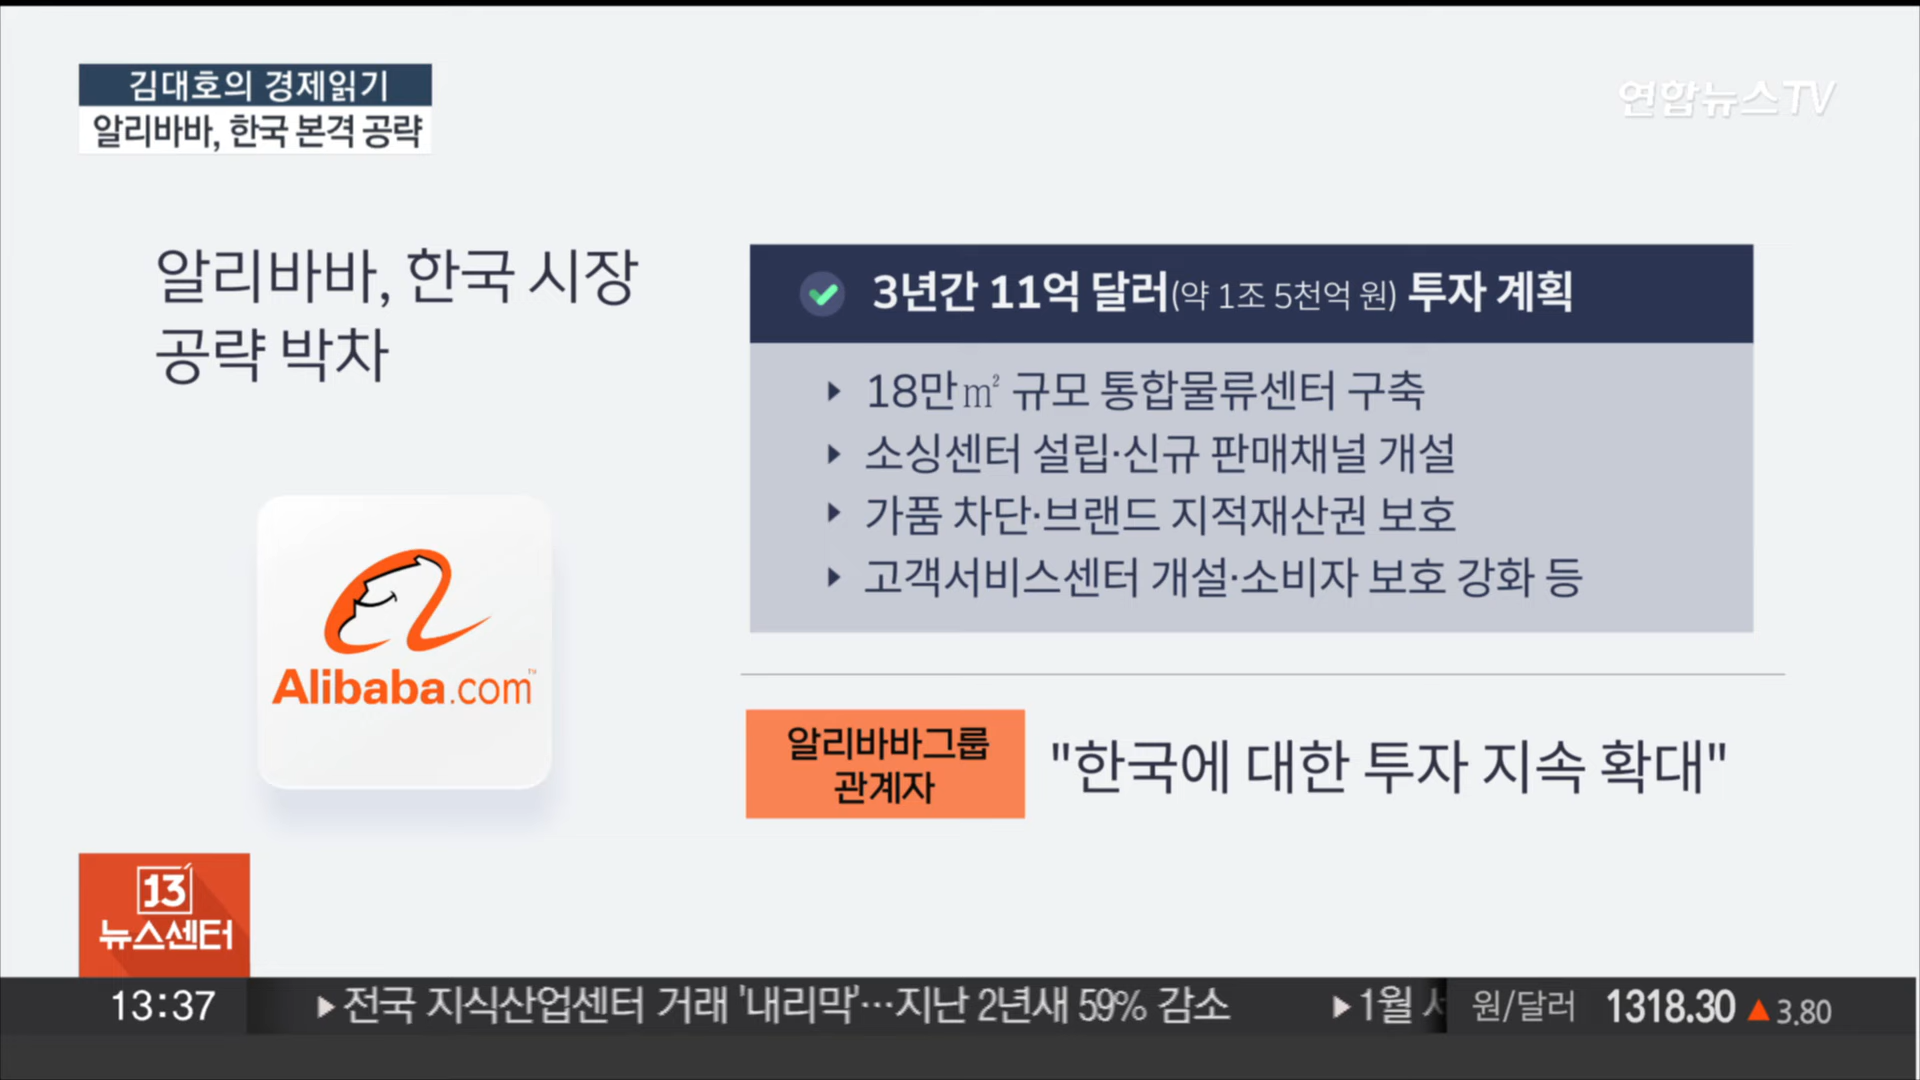 김대호의 경제읽기
알리바바, 한국 본격 공략
연합뉴스TV
알리바바, 한국 시장
공략 박차
Alibaba.com™
3년간 11억 달러(약 1조 5천억 원) 투자 계획
▸ 18만㎡ 규모 통합물류센터 구축
▸ 소싱센터 설립·신규 판매채널 개설
▸ 가품 차단·브랜드 지적재산권 보호
▸ 고객서비스센터 개설·소비자 보호 강화 등
알리바바그룹
관계자
"한국에 대한 투자 지속 확대"
13
뉴스센터
13:37
▶전국 지식산업센터 거래 '내리막'…지난 2년새 59% 감소
▶1월
원/달러 1318.30 ▲3.80